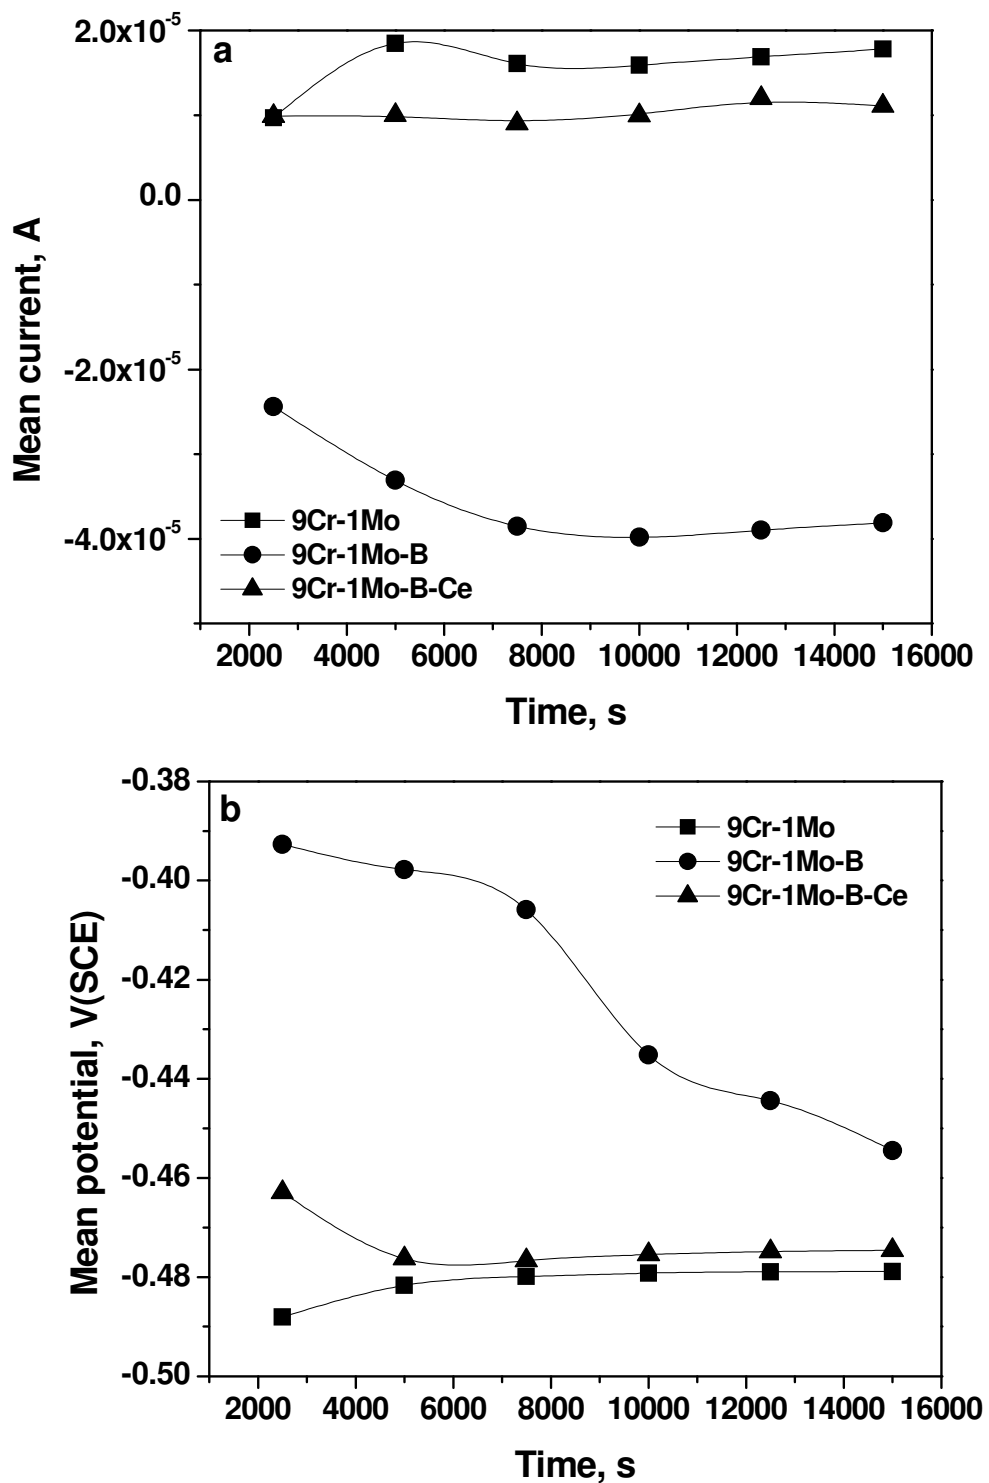 a
2.0x10⁻⁵
0.0
-2.0x10⁻⁵
-4.0x10⁻⁵
Mean current, A
9Cr-1Mo
9Cr-1Mo-B
9Cr-1Mo-B-Ce
2000 4000 6000 8000 10000 12000 14000 16000
Time, s
b
-0.38
-0.40
-0.42
-0.44
-0.46
-0.48
-0.50
Mean potential, V(SCE)
9Cr-1Mo
9Cr-1Mo-B
9Cr-1Mo-B-Ce
2000 4000 6000 8000 10000 12000 14000 16000
Time, s